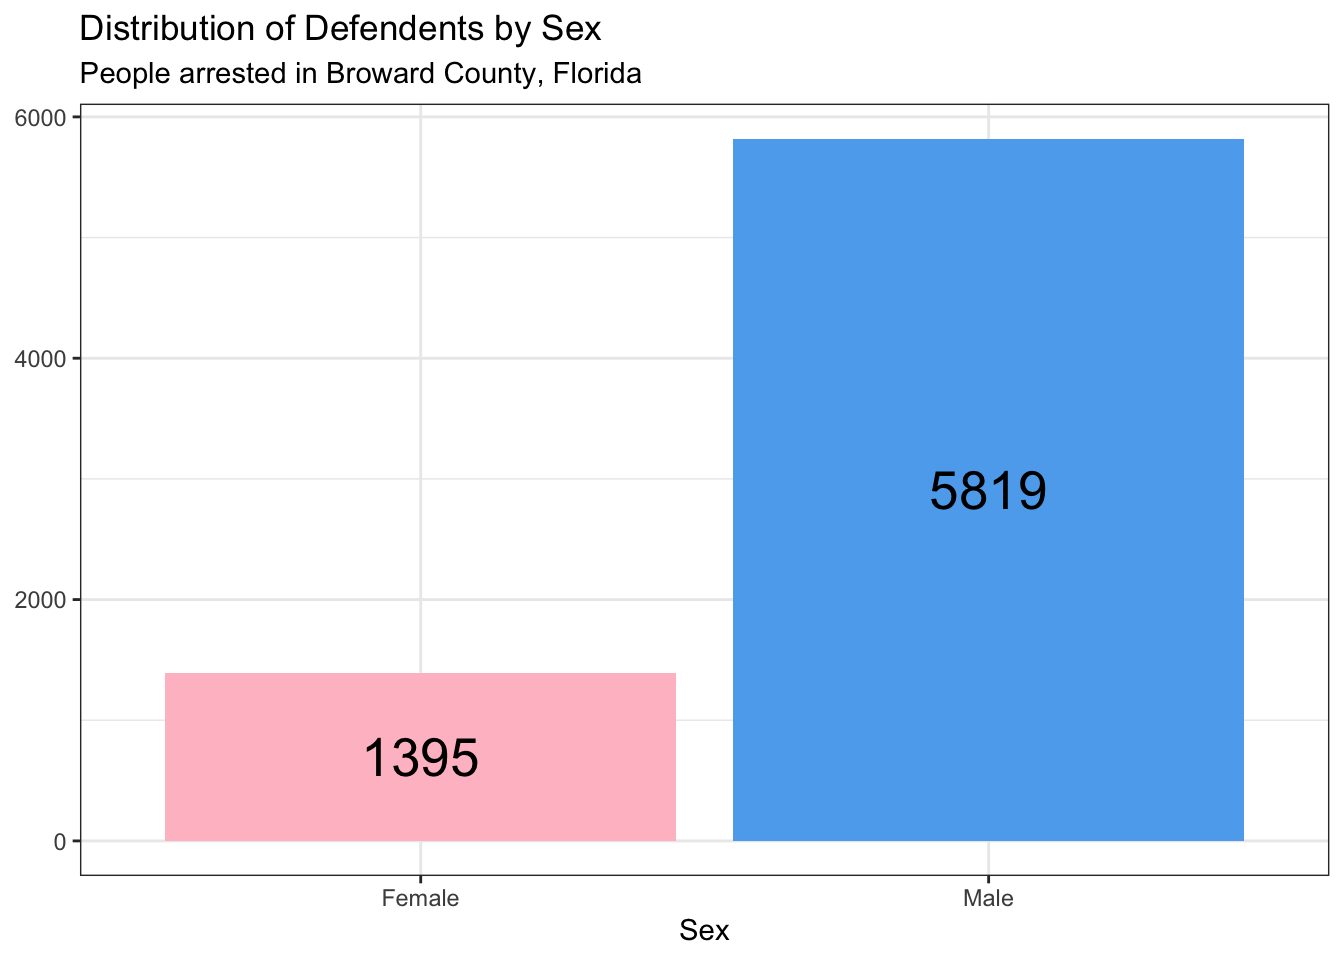 Distribution of Defendents by Sex
People arrested in Broward County, Florida
6000
4000
5819
2000
1395
0
Female Male
Sex